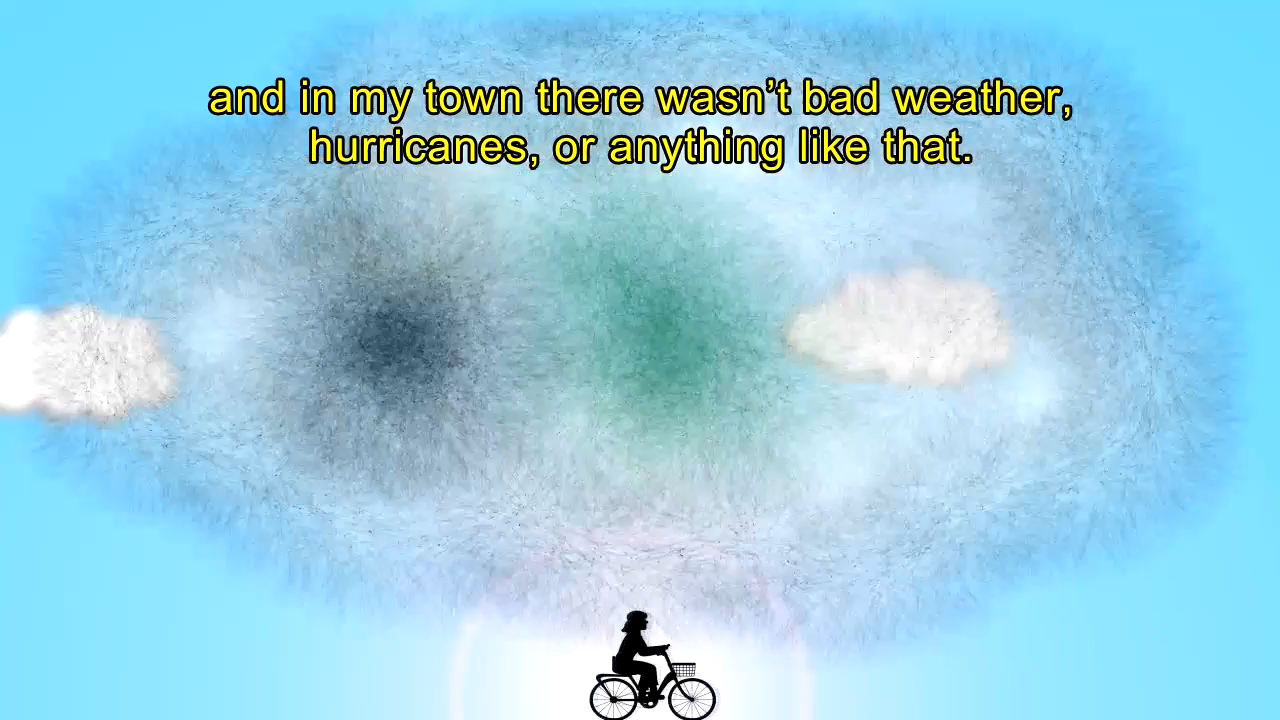 and in my town there wasn’t bad weather,
hurricanes, or anything like that.